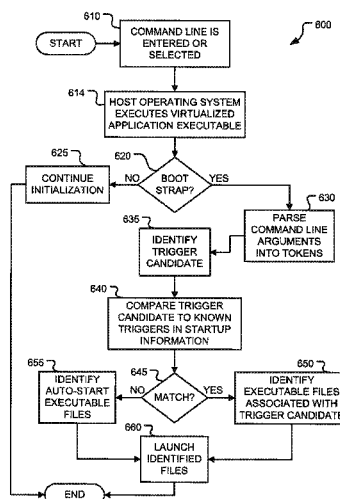 610
600
START
COMMAND LINE IS
ENTERED OR
SELECTED
614
HOST OPERATING SYSTEM
EXECUTES VIRTUALIZED
APPLICATION EXECUTABLE
625
620
CONTINUE
INITIALIZATION
NO
BOOT
STRAP?
YES
630
635
PARSE
COMMAND LINE
ARGUMENTS
INTO TOKENS
IDENTIFY
TRIGGER
CANDIDATE
640
COMPARE TRIGGER
CANDIDATE TO KNOWN
TRIGGERS IN STARTUP
INFORMATION
655
645
650
IDENTIFY
AUTO-START
EXECUTABLE
FILES
NO
MATCH?
YES
IDENTIFY
EXECUTABLE FILES
ASSOCIATED WITH
TRIGGER CANDIDATE
660
LAUNCH
IDENTIFIED
FILES
END